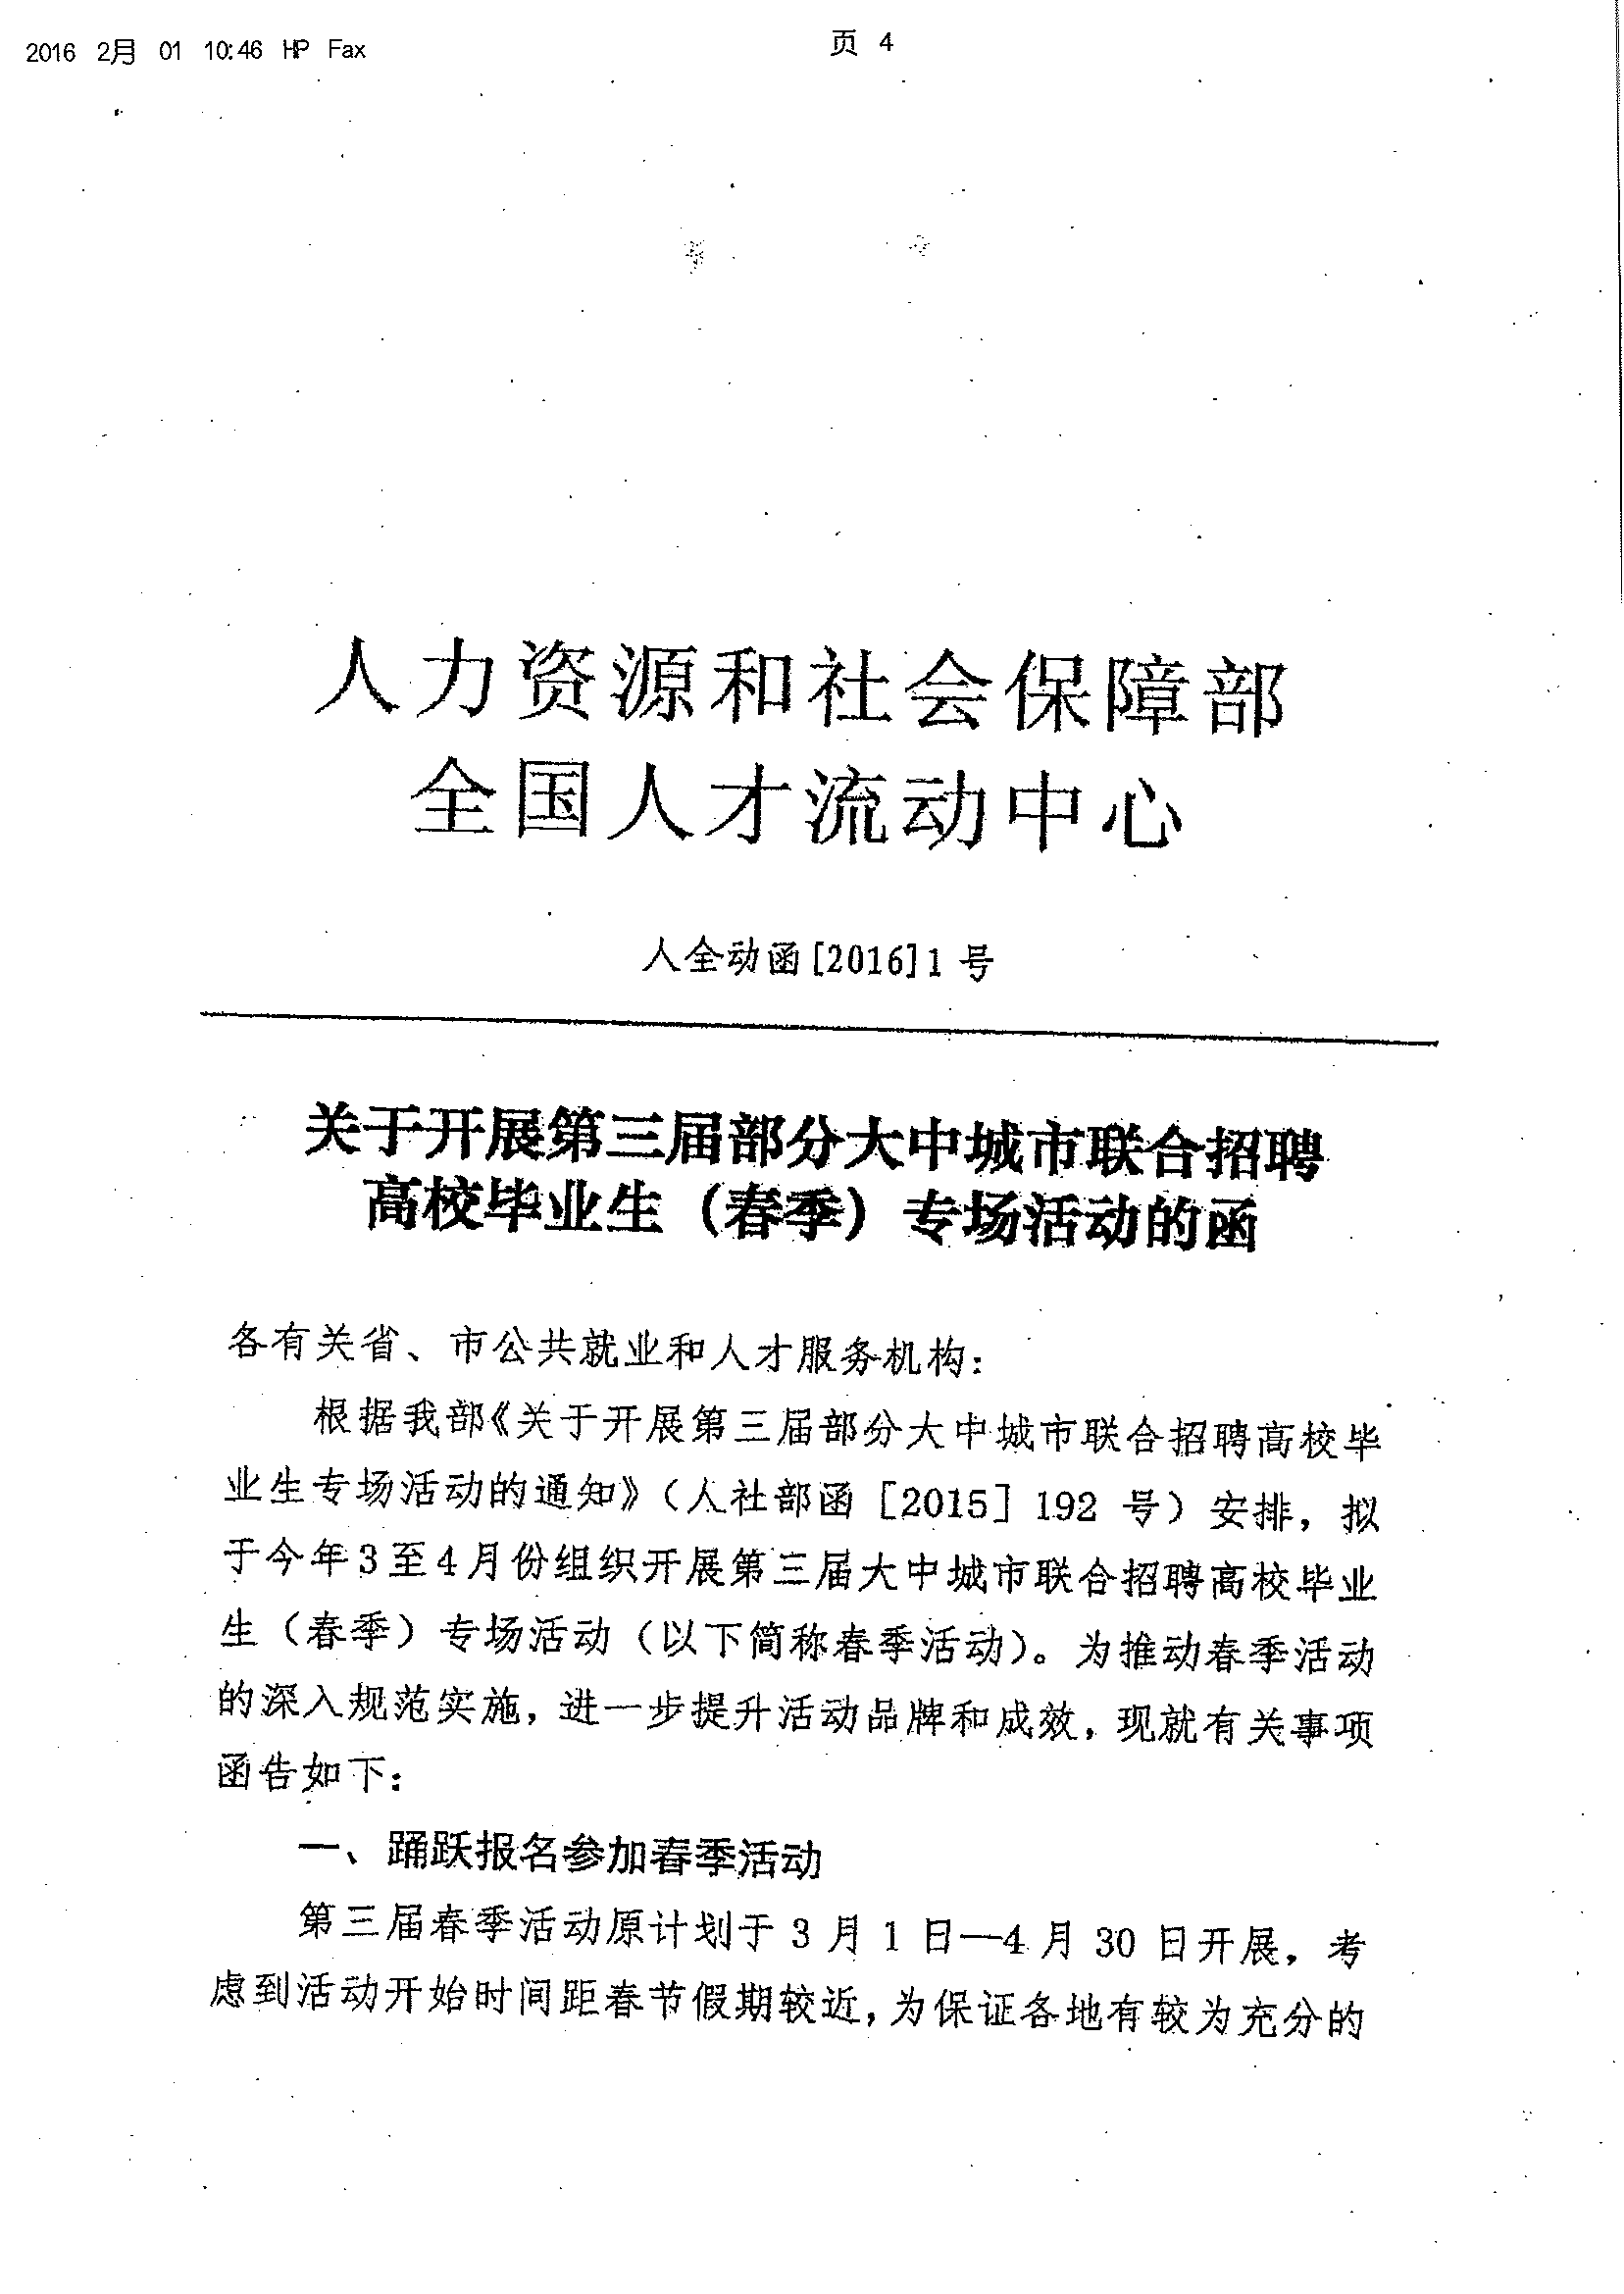 2016 2月 01 10:46 HP Fax
页 4
人力资源和社会保障部
全国人才流动中心
人全动函[2016]1 号
关于开展第三届部分大中城市联合招聘
高校毕业生（春季）专场活动的函
各有关省、市公共就业和人才服务机构：
根据我部《关于开展第三届部分大中城市联合招聘高校毕
业生专场活动的通知》（人社部函［2015］192 号）安排，拟
于今年3至4月份组织开展第三届大中城市联合招聘高校毕业
生（春季）专场活动（以下简称春季活动）。为推动春季活动
的深入规范实施，进一步提升活动品牌和成效，现就有关事项
函告如下：
一、踊跃报名参加春季活动
第三届春季活动原计划于 3 月 1 日—4 月 30 日开展，考
虑到活动开始时间距春节假期较近，为保证各地有较为充分的